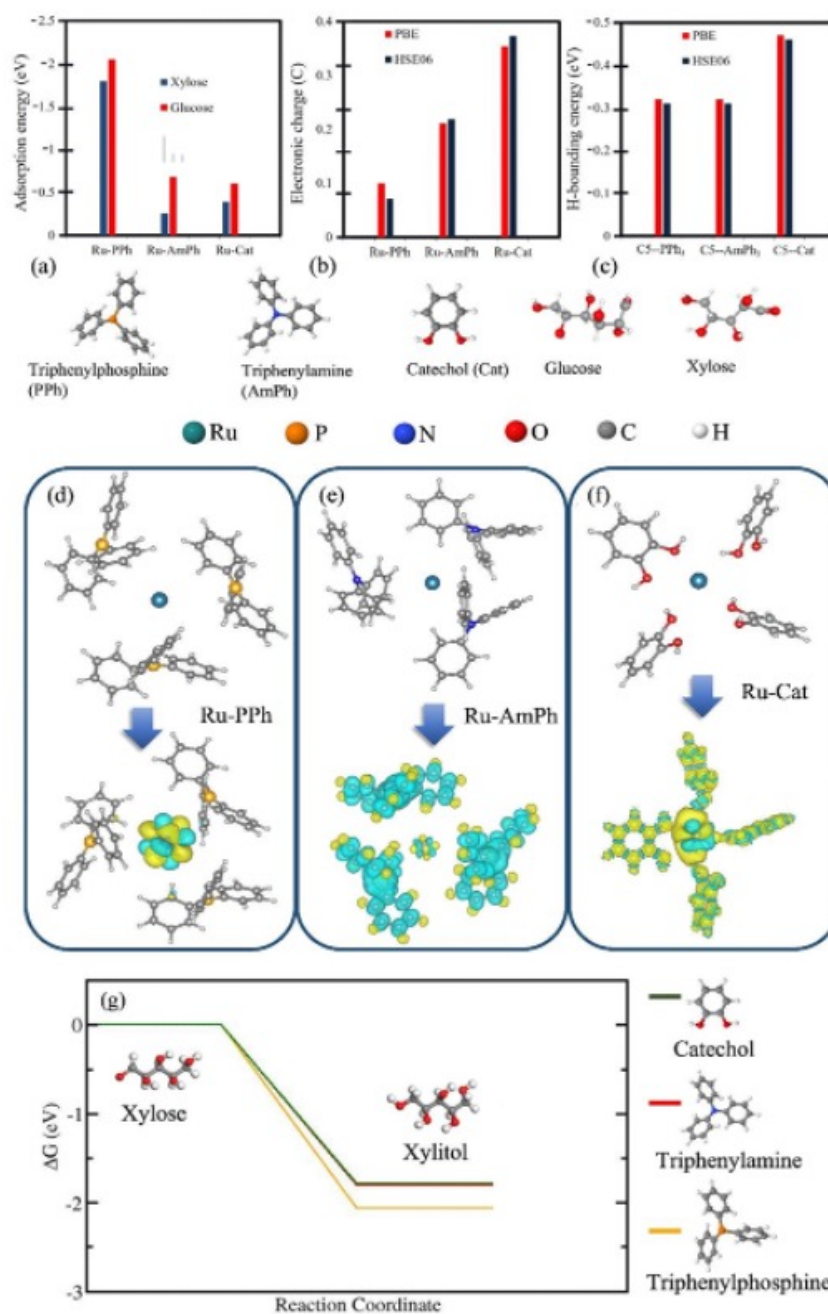 Adsorption energy (eV)
-2.5
-2
-1.5
-1
-0.5
0
Xylose
Glucose
Ru-PPh
Ru-AmPh
Ru-Cat
(a)
Electronic charge (C)
0.4
0.3
0.2
0.1
0
PBE
HSE06
Ru-PPh
Ru-AmPh
Ru-Cat
(b)
H-bounding energy (eV)
-0.5
-0.4
-0.3
-0.2
-0.1
0
PBE
HSE06
C5--PPh₃
C5--AmPh₃
C5--Cat
(c)
Triphenylphosphine
(PPh)
Triphenylamine
(AmPh)
Catechol (Cat)
Glucose
Xylose
Ru
P
N
O
C
H
(d)
(e)
(f)
Ru-PPh
Ru-AmPh
Ru-Cat
(g)
ΔG (eV)
0
-1
-2
-3
Xylose
Xylitol
Reaction Coordinate
Catechol
Triphenylamine
Triphenylphosphine